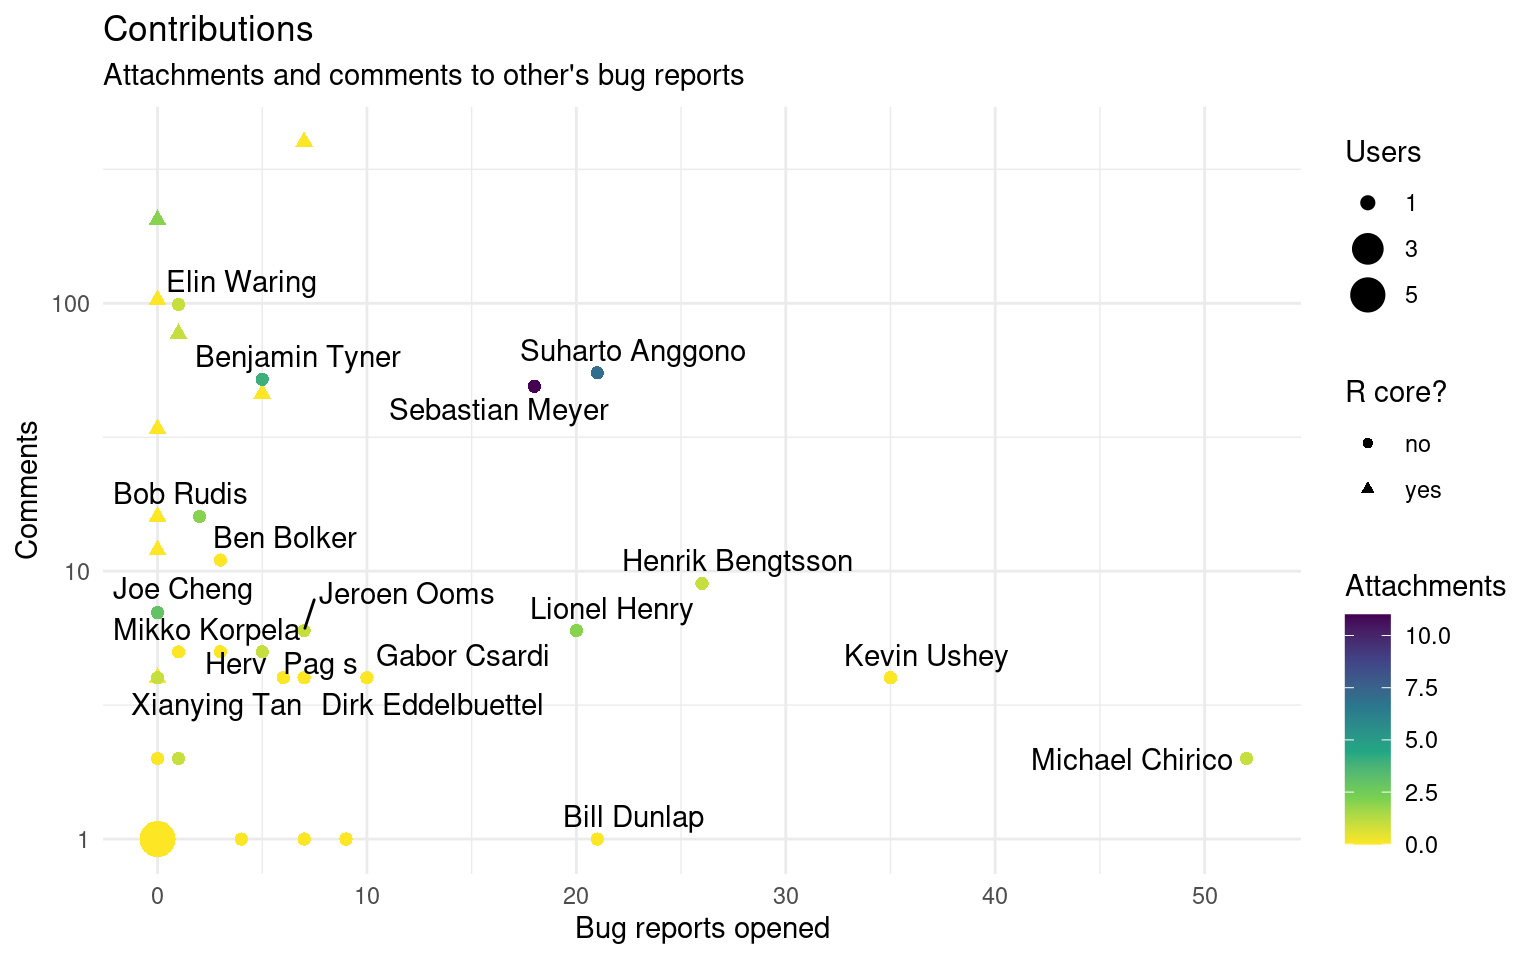 Contributions
Attachments and comments to other's bug reports
Comments
100
10
1
0
10
20
30
40
50
Bug reports opened
Elin Waring
Benjamin Tyner
Suharto Anggono
Sebastian Meyer
Bob Rudis
Ben Bolker
Henrik Bengtsson
Joe Cheng
Jeroen Ooms
Lionel Henry
Mikko Korpela
Herv  Pag s
Gabor Csardi
Kevin Ushey
Xianying Tan
Dirk Eddelbuettel
Michael Chirico
Bill Dunlap
Users
1
3
5
R core?
no
yes
Attachments
10.0
7.5
5.0
2.5
0.0